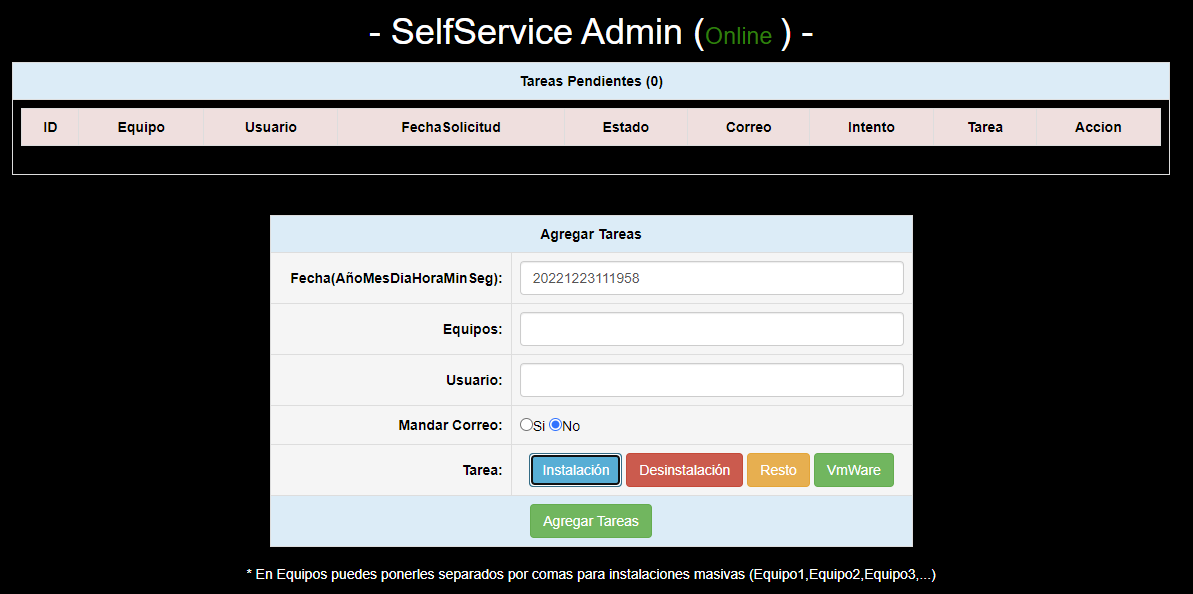 - SelfService Admin (Online ) -
Tareas Pendientes (0)
ID Equipo Usuario FechaSolicitud Estado Correo Intento Tarea Accion
Agregar Tareas
Fecha(AñoMesDiaHoraMinSeg): 20221223111958
Equipos:
Usuario:
Mandar Correo: Si No
Tarea: Instalación Desinstalación Resto VmWare
Agregar Tareas
* En Equipos puedes ponerles separados por comas para instalaciones masivas (Equipo1,Equipo2,Equipo3,...)